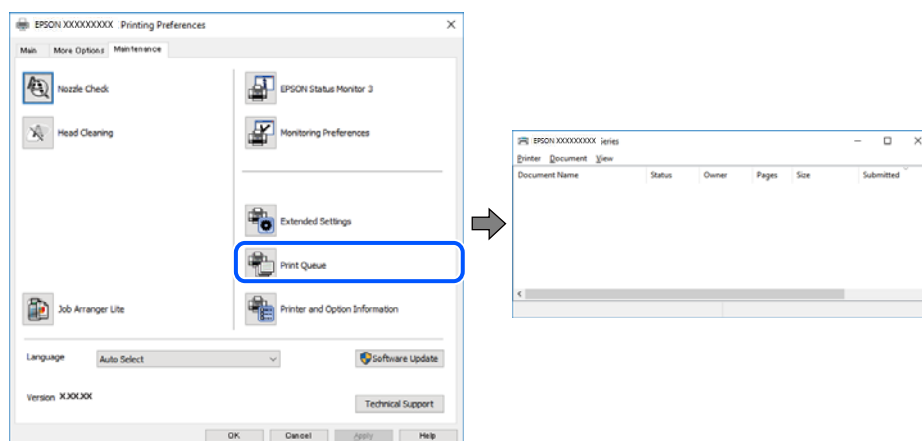 EPSON XXXXXXXXX Printing Preferences
Main More Options Maintenance
Nozzle Check
EPSON Status Monitor 3
Head Cleaning
Monitoring Preferences
Extended Settings
Print Queue
Job Arranger Lite
Printer and Option Information
Language Auto Select
Software Update
Version X.XX.XX
Technical Support
OK Cancel Apply Help
EPSON XXXXXXXXX ieries
Printer Document View
Document Name Status Owner Pages Size Submitted